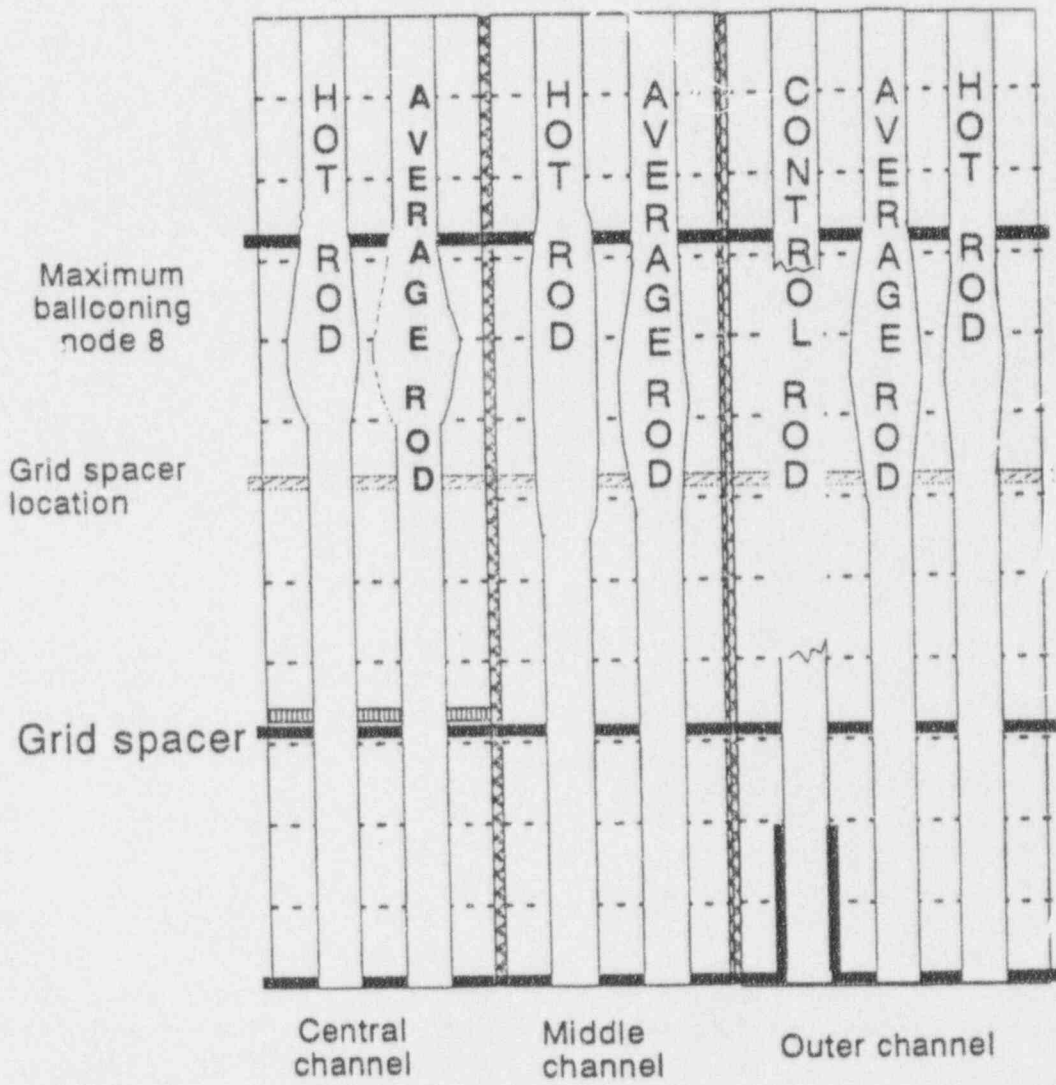 HOT ROD
AVERAGE ROD
HOT ROD
AVERAGE ROD
CONTROL ROD
AVERAGE ROD
HOT ROD
Maximum
ballconing
node 8
Grid spacer
location
Grid spacer
Central
channel
Middle
channel
Outer channel